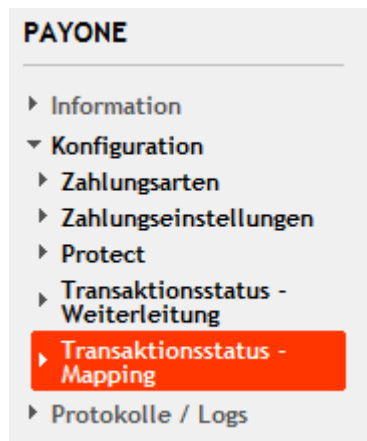 PAYONE
Information
Konfiguration
Zahlungsarten
Zahlungseinstellungen
Protect
Transaktionsstatus -
Weiterleitung
Transaktionsstatus -
Mapping
Protokolle / Logs